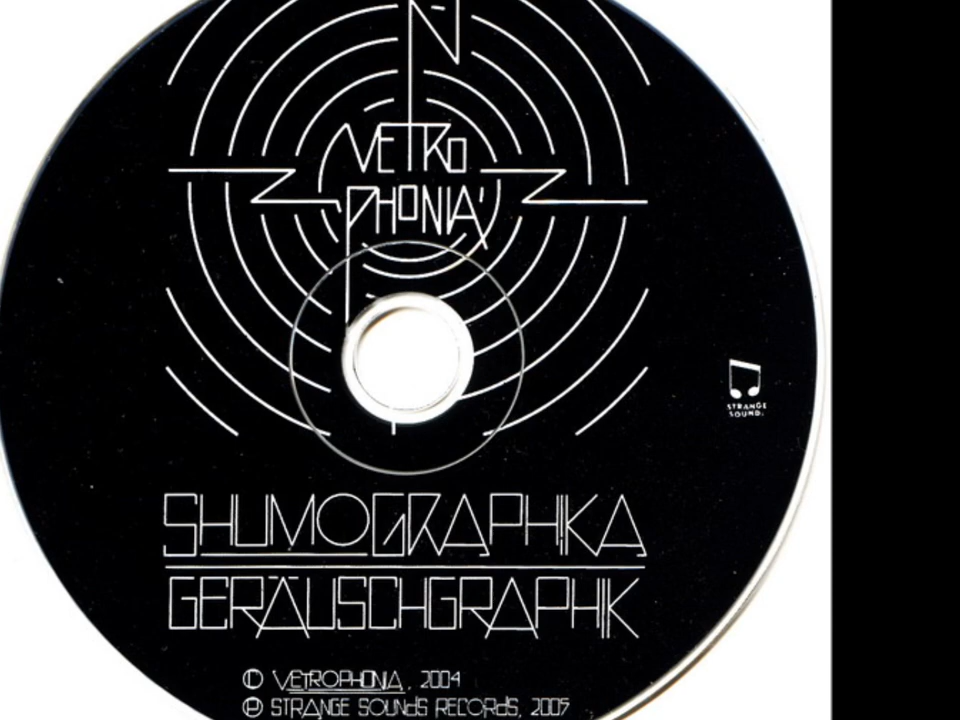 VETRO
PHONIA
STRANGE
SOUND.
SHUMOGRAPHIKA
GERÄUSCHGRAPHIK
© VETROPHONIA, 2004
℗ STRANGE SOUNDS RECORDS, 2005